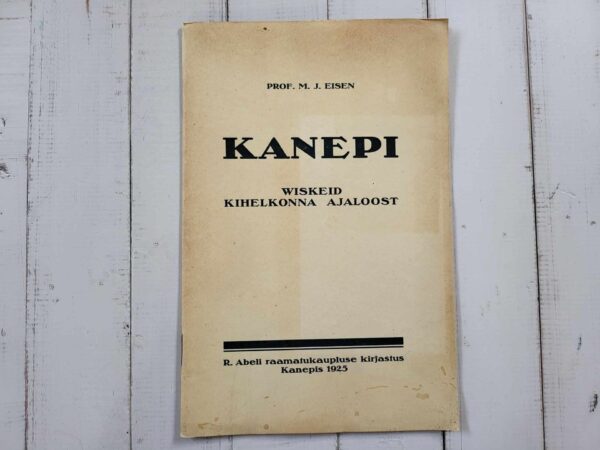 PROF. M. J. EISEN
KANEPI
WISKEID
KIHELKONNA AJALOOST
R. Abeli raamatukaupluse kirjastus
Kanepis 1925